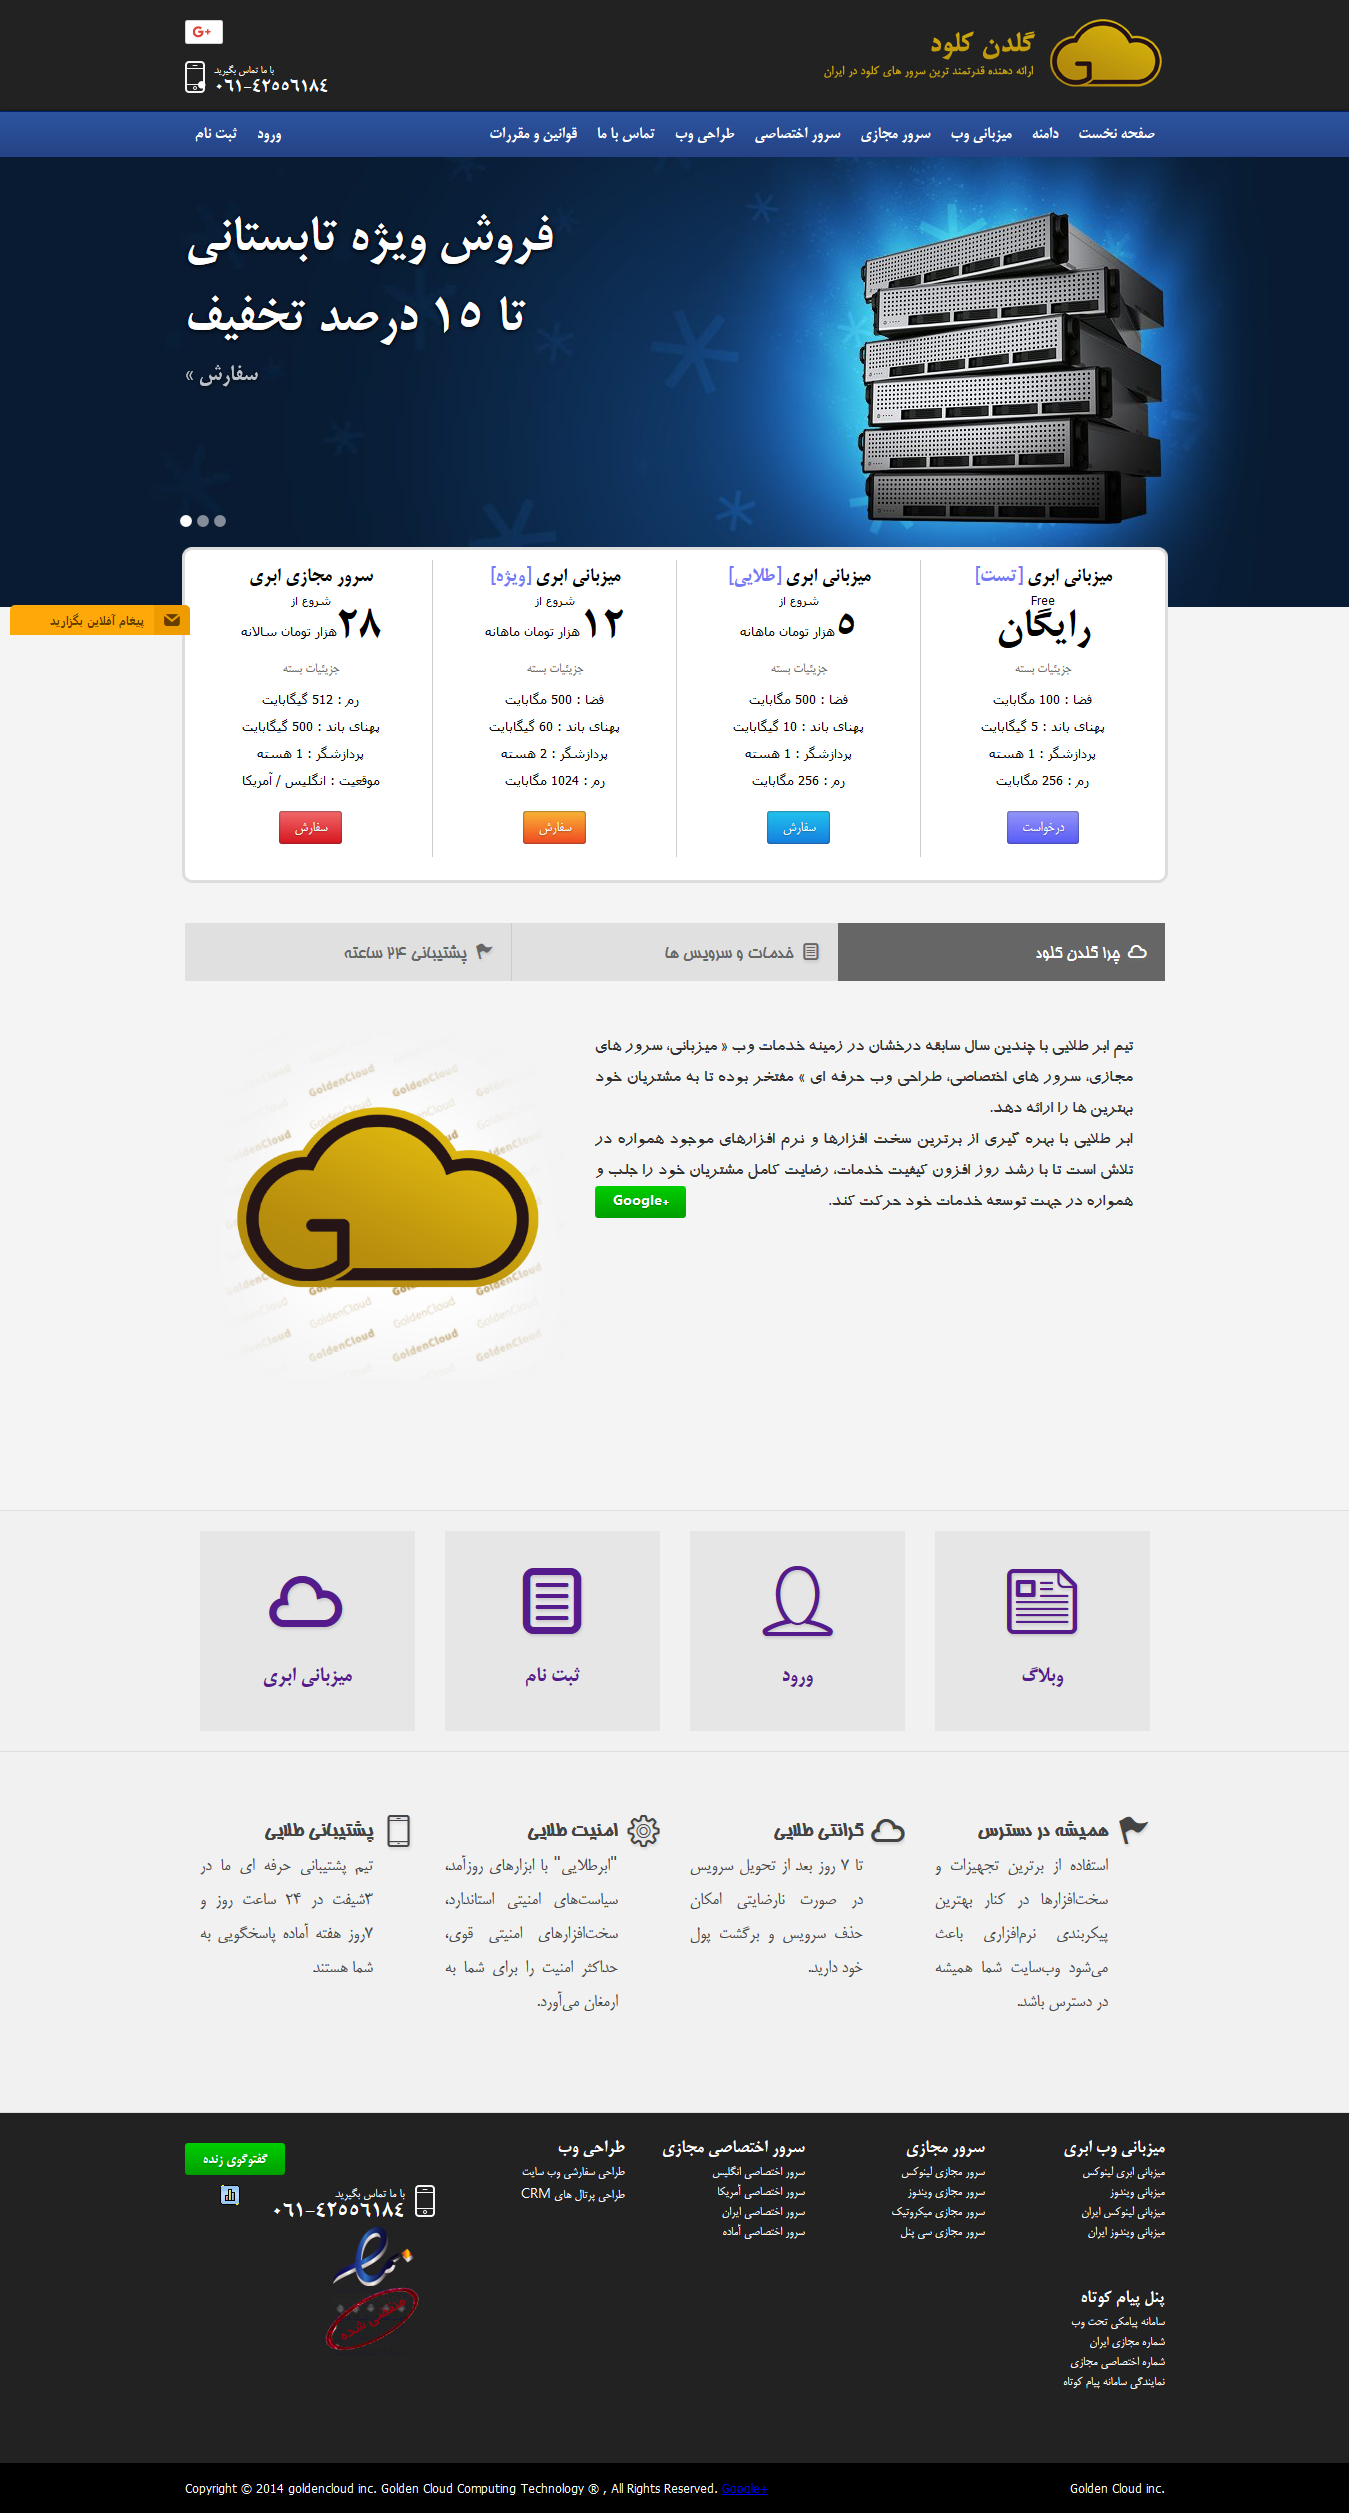 گلدن کلود
ارائه دهنده قدرتمند ترین سرور های کلود در ایران
G+
با ما تماس بگیرید
۰۶۱-۴۲۵۵۶۱۸۴
صفحه نخست دامنه میزبانی وب سرور مجازی سرور اختصاصی طراحی وب تماس با ما قوانین و مقررات ورود ثبت نام
فروش ویژه تابستانی
تا ۱۵ درصد تخفیف
سفارش »
پیغام آفلاین بگزارید
میزبانی ابری [تست]
Free
رایگان
جزیئیات بسته
فضا : 100 مگابایت
پهنای باند : 5 گیگابایت
پردازشگر : 1 هسته
رم : 256 مگابایت
درخواست
میزبانی ابری [طلایی]
شروع از
۵ هزار تومان ماهانه
جزیئیات بسته
فضا : 500 مگابایت
پهنای باند : 10 گیگابایت
پردازشگر : 1 هسته
رم : 256 مگابایت
سفارش
میزبانی ابری [ویژه]
شروع از
۱۲ هزار تومان ماهانه
جزیئیات بسته
فضا : 500 مگابایت
پهنای باند : 60 گیگابایت
پردازشگر : 2 هسته
رم : 1024 مگابایت
سفارش
سرور مجازی ابری
شروع از
۲۸ هزار تومان سالانه
جزیئیات بسته
رم : 512 گیگابایت
پهنای باند : 500 گیگابایت
پردازشگر : 1 هسته
موقعیت : انگلیس / آمریکا
سفارش
چرا گلدن کلود
خدمات و سرویس ها
پشتیبانی ۲۴ ساعته
تیم ابر طلایی با چندین سال سابقه درخشان در زمینه خدمات وب « میزبانی، سرور های
مجازی، سرور های اختصاصی، طراحی وب حرفه ای » مفتخر بوده تا به مشتریان خود
بهترین ها را ارائه دهد.
ابر طلایی با بهره گیری از برترین سخت افزارها و نرم افزارهای موجود همواره در
تلاش است تا با رشد روز افزون کیفیت خدمات، رضایت کامل مشتریان خود را جلب و
همواره در جهت توسعه خدمات خود حرکت کند.
Google+
GoldenCloud
وبلاگ
ورود
ثبت نام
میزبانی ابری
همیشه در دسترس
استفاده از برترین تجهیزات و
سخت‌افزارها در کنار بهترین
پیکربندی نرم‌افزاری باعث
می‌شود وب‌سایت شما همیشه
در دسترس باشد.
گرانتی طلایی
تا ۷ روز بعد از تحویل سرویس
در صورت نارضایتی امکان
حذف سرویس و برگشت پول
خود دارید.
امنیت طلایی
"ابرطلایی" با ابزارهای روزآمد،
سیاست‌های امنیتی استاندارد،
سخت‌افزارهای امنیتی قوی،
حداکثر امنیت را برای شما به
ارمغان می‌آورد.
پشتیبانی طلایی
تیم پشتیبانی حرفه ای ما در
۳شیفت در ۲۴ ساعت روز و
۷روز هفته آماده پاسخگویی به
شما هستند.
میزبانی وب ابری
میزبانی ابری لینوکس
میزبانی ویندوز
میزبانی لینوکس ایران
میزبانی ویندوز ایران
سرور مجازی
سرور مجازی لینوکس
سرور مجازی ویندوز
سرور مجازی میکروتیک
سرور مجازی سی پنل
سرور اختصاصی مجازی
سرور اختصاصی انگلیس
سرور اختصاصی آمریکا
سرور اختصاصی ایران
سرور اختصاصی آماده
طراحی وب
طراحی سفارشی وب سایت
طراحی پرتال های CRM
گفتوگوی زنده
با ما تماس بگیرید
۰۶۱-۴۲۵۵۶۱۸۴
منقضی شده
پنل پیام کوتاه
سامانه پیامکی تحت وب
شماره مجازی ایران
شماره اختصاصی مجازی
نمایندگی سامانه پیام کوتاه
Copyright © 2014 goldencloud inc. Golden Cloud Computing Technology ® , All Rights Reserved. Google+
Golden Cloud inc.